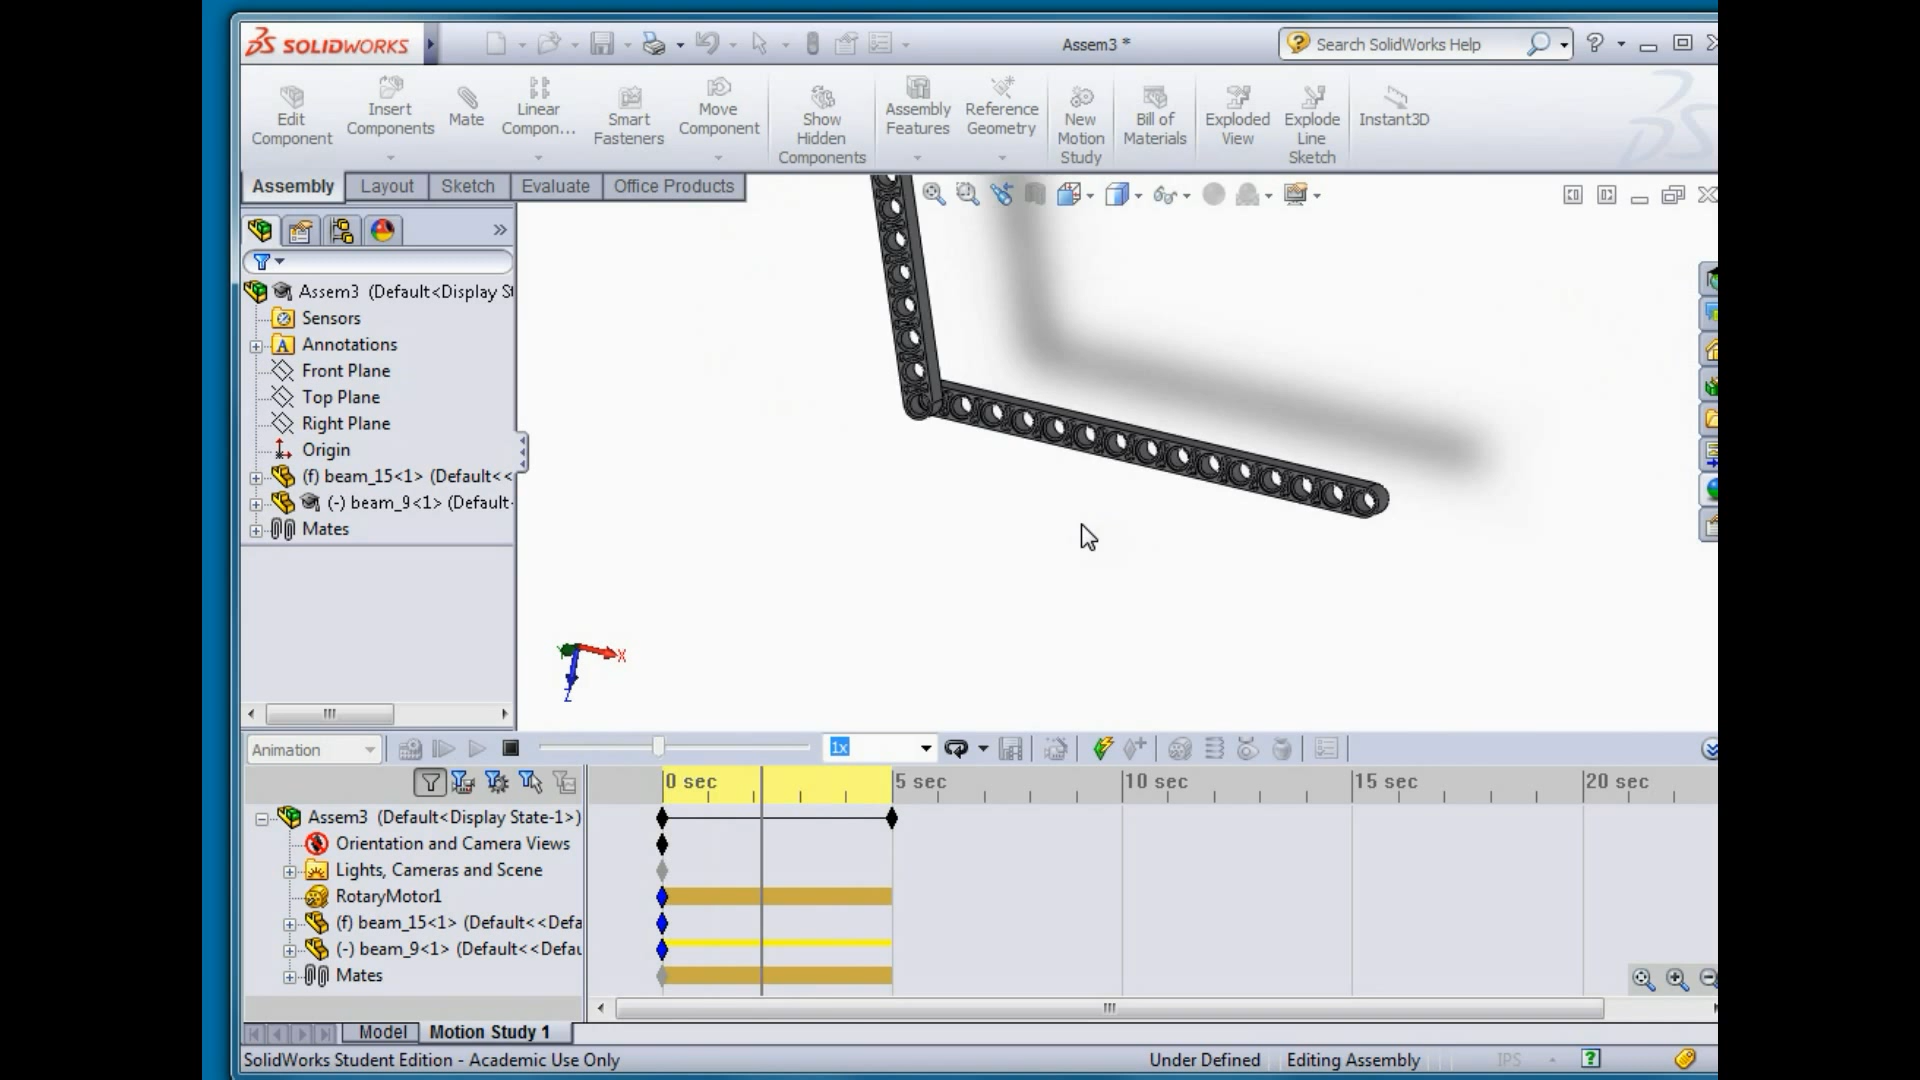 SOLIDWORKS
Assem3 *
Search SolidWorks Help
?
Edit Component
Insert Components
Mate
Linear Compon...
Smart Fasteners
Move Component
Show Hidden Components
Assembly Features
Reference Geometry
New Motion Study
Bill of Materials
Exploded View
Explode Line Sketch
Instant3D
Assembly Layout Sketch Evaluate Office Products
Assem3 (Default<Display St
Sensors
A Annotations
Front Plane
Top Plane
Right Plane
Origin
(f) beam_15<1> (Default<<
(-) beam_9<1> (Default
Mates
X
Z
Animation
1x
0 sec 5 sec 10 sec 15 sec 20 sec
Assem3 (Default<Display State-1>)
Orientation and Camera Views
Lights, Cameras and Scene
RotaryMotor1
(f) beam_15<1> (Default<<Defa
(-) beam_9<1> (Default<<Defau
Mates
Model Motion Study 1
SolidWorks Student Edition - Academic Use Only
Under Defined Editing Assembly IPS ?